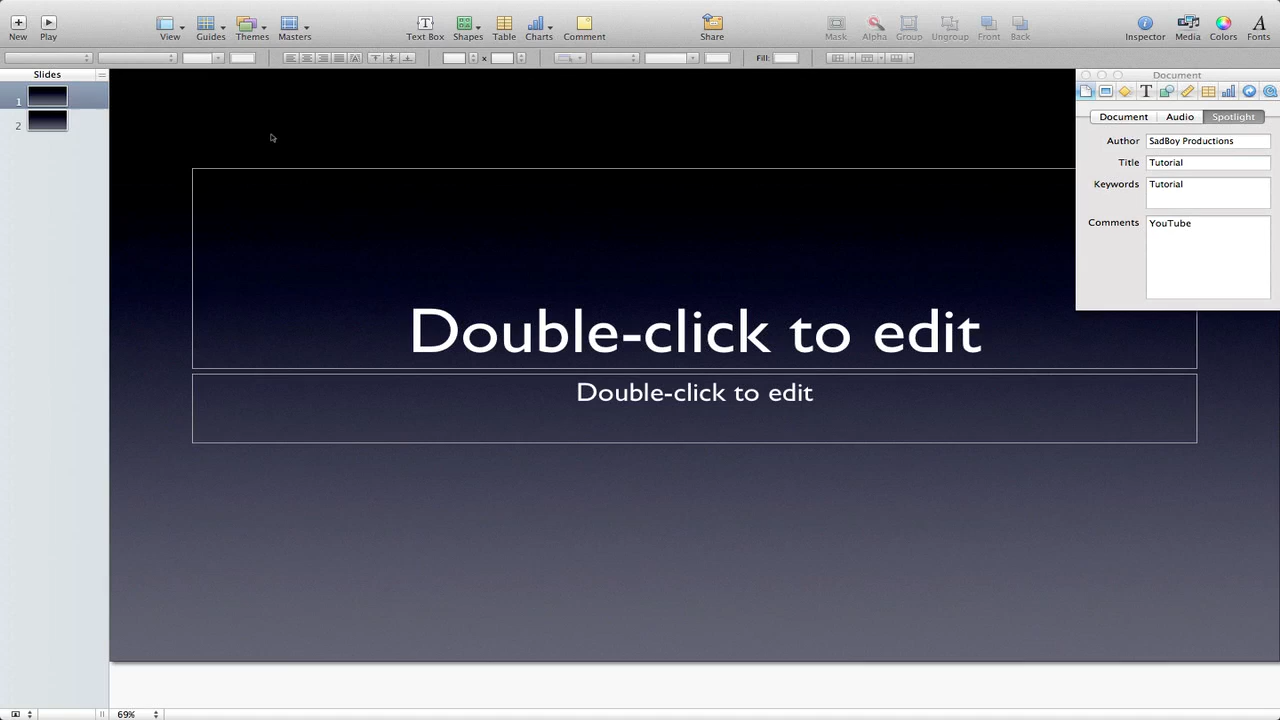 New Play View Guides Themes Masters Text Box Shapes Table Charts Comment Share Mask Alpha Group Ungroup Front Back Inspector Media Colors Fonts
x Fill:
Slides
1
2
Double-click to edit
Double-click to edit
Document
Document Audio Spotlight
Author SadBoy Productions
Title Tutorial
Keywords Tutorial
Comments YouTube
69%